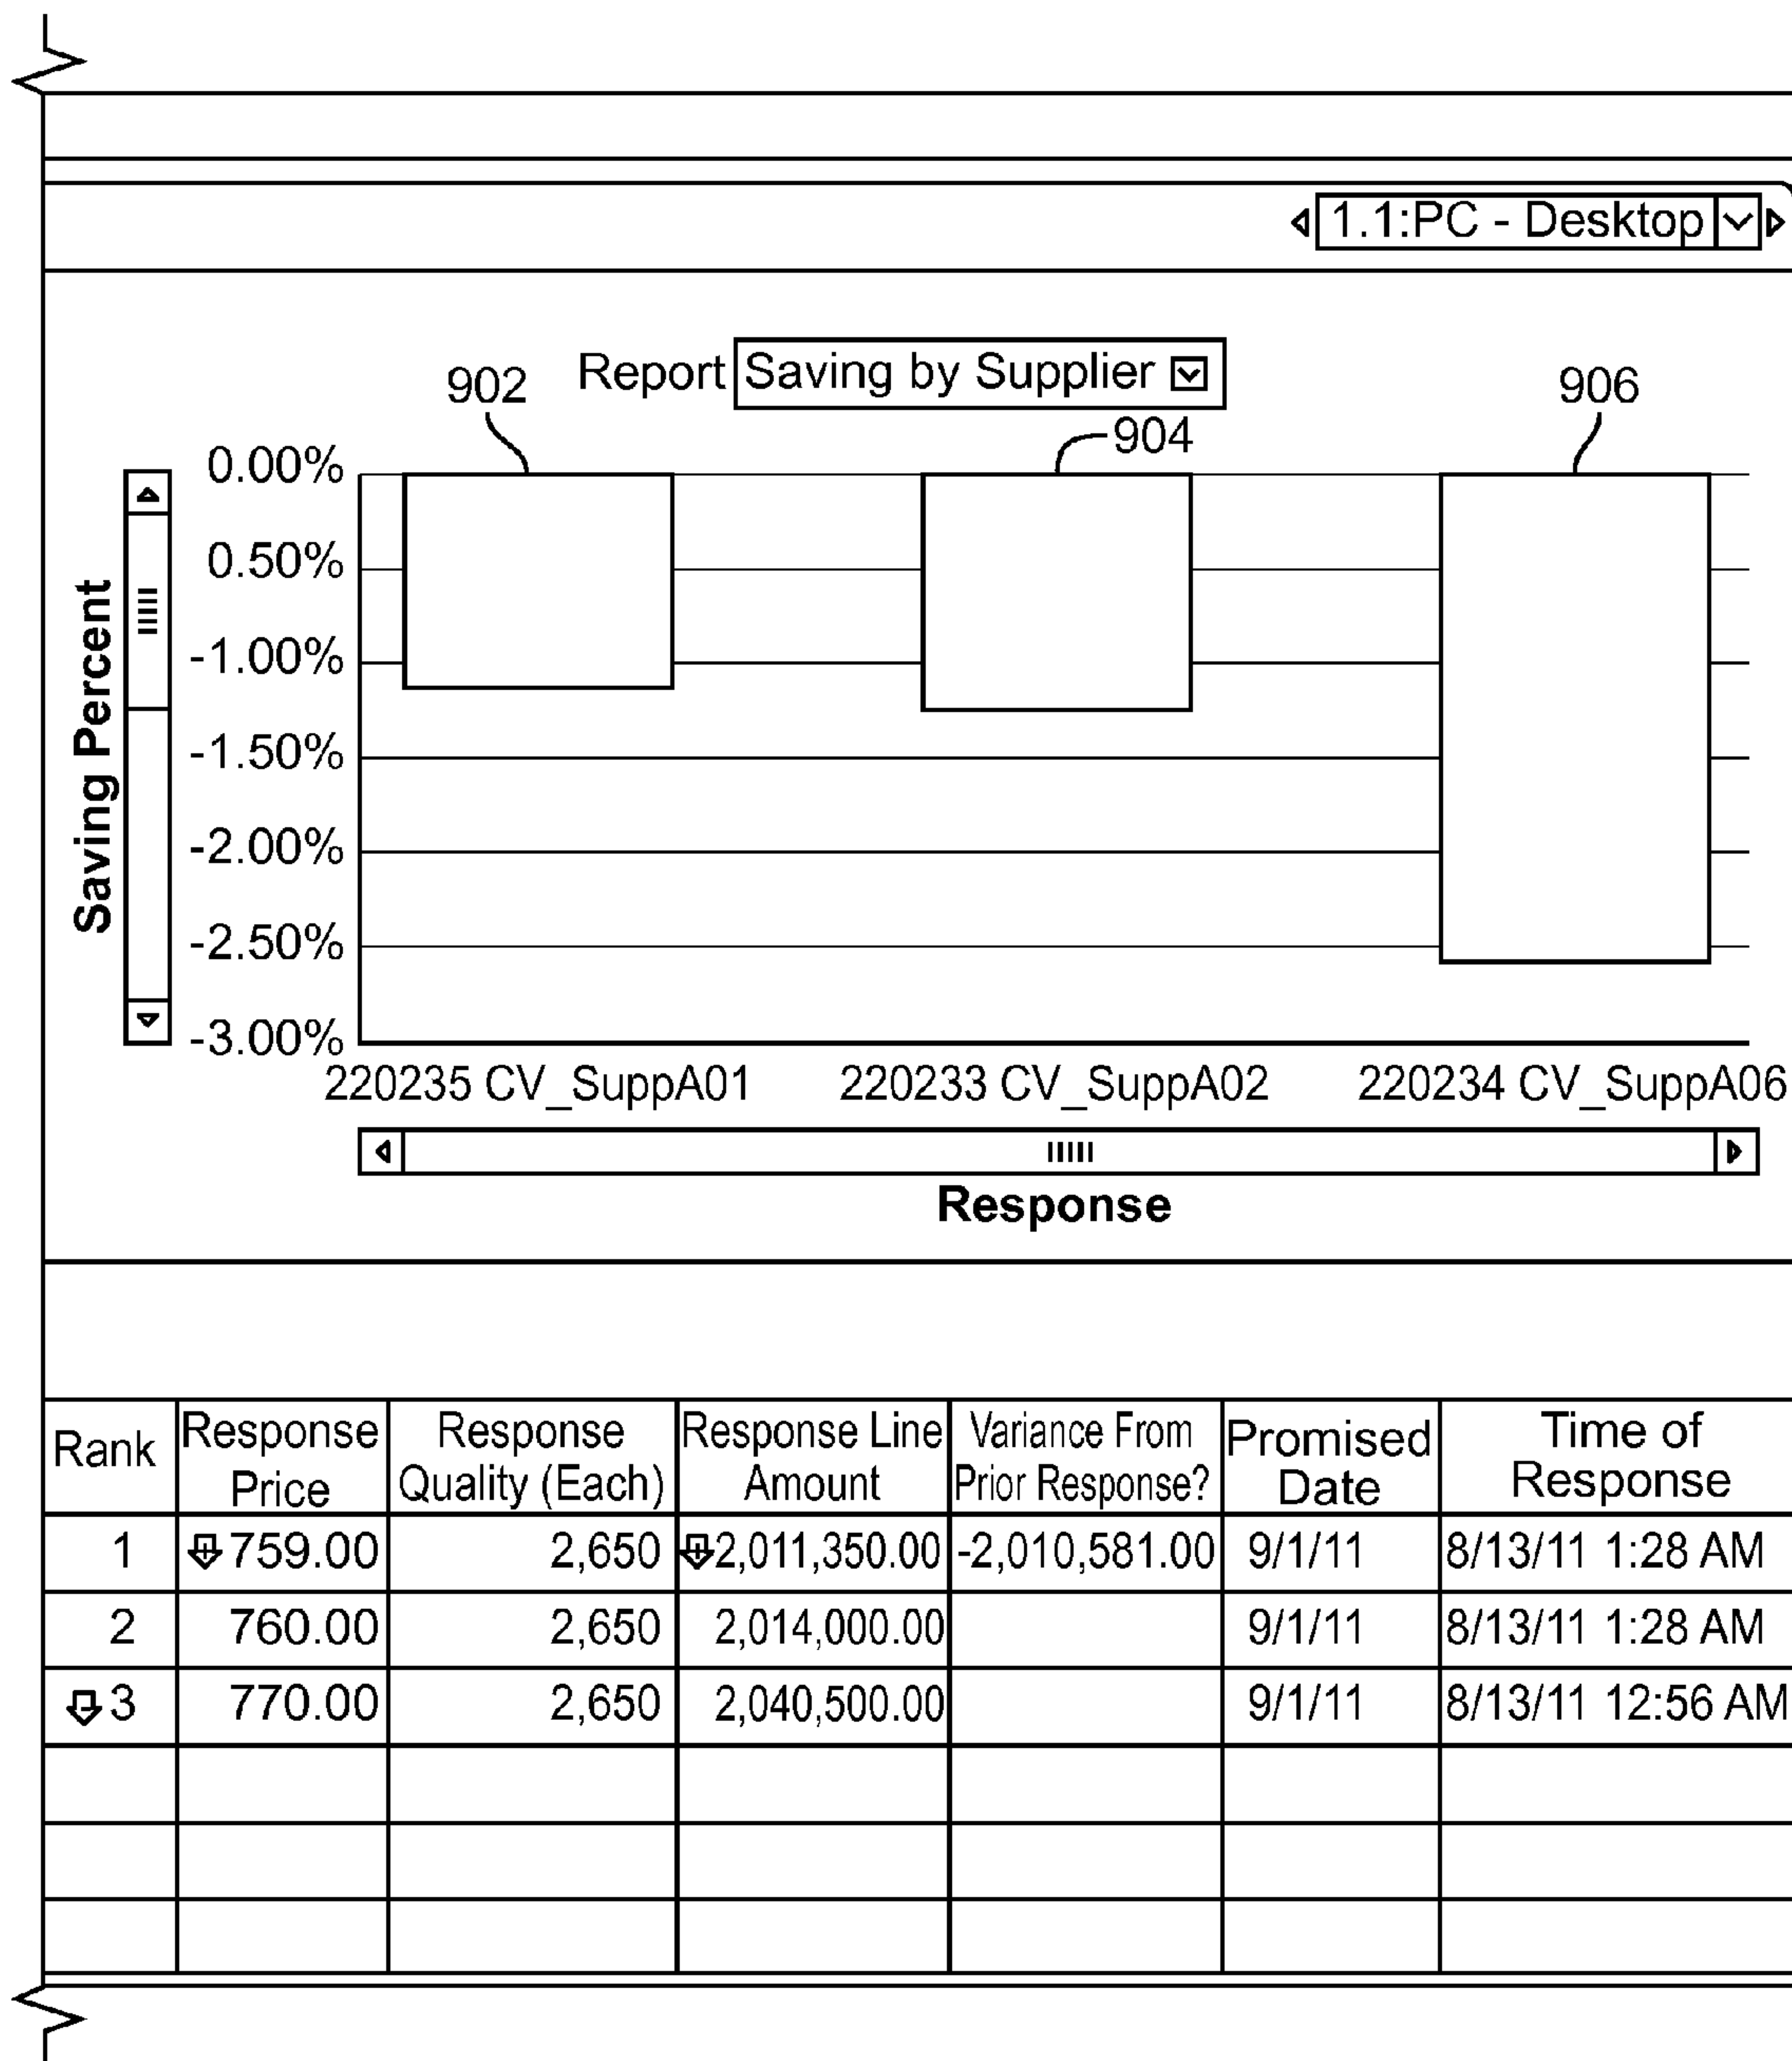 1.1:PC - Desktop
Report Saving by Supplier
902
904
906
Saving Percent
0.00%
0.50%
-1.00%
-1.50%
-2.00%
-2.50%
-3.00%
220235 CV_SuppA01 220233 CV_SuppA02 220234 CV_SuppA06
Response
Rank Response Price Response Quality (Each) Response Line Amount Variance From Prior Response? Promised Date Time of Response
1 759.00 2,650 2,011,350.00 -2,010,581.00 9/1/11 8/13/11 1:28 AM
2 760.00 2,650 2,014,000.00 9/1/11 8/13/11 1:28 AM
3 770.00 2,650 2,040,500.00 9/1/11 8/13/11 12:56 AM